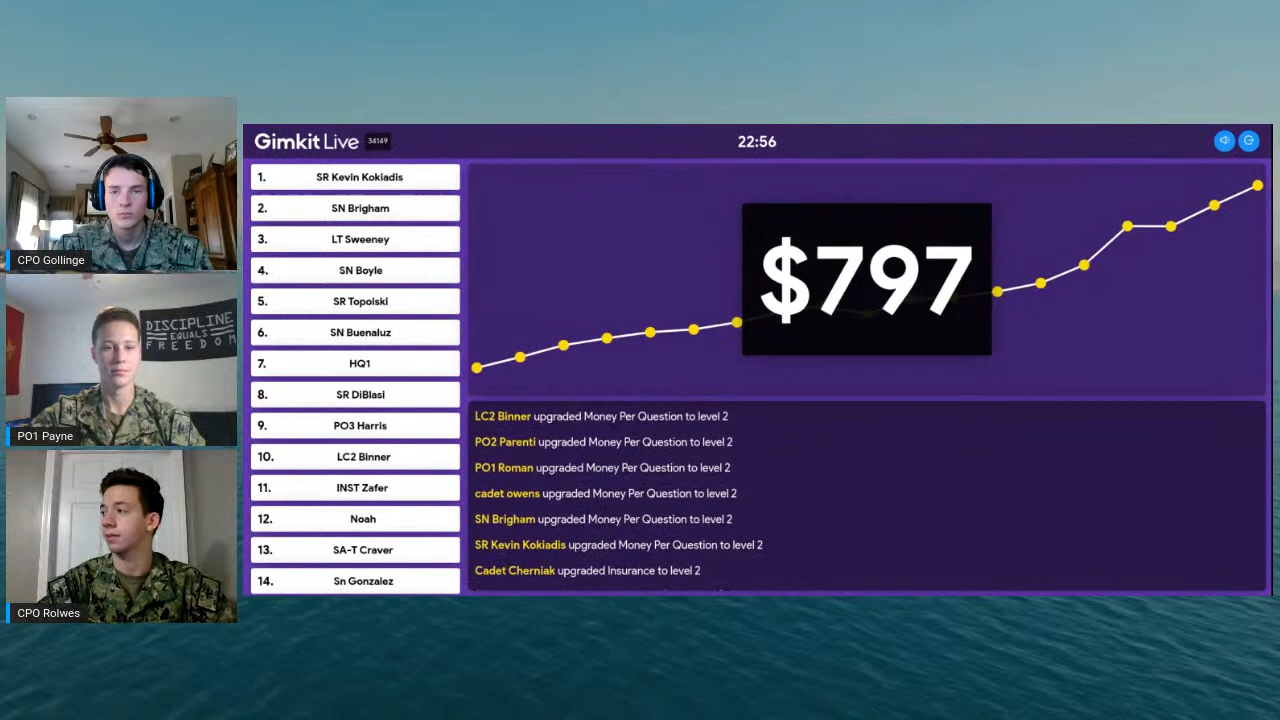 Gimkit Live 34149
22:56
1. SR Kevin Kokiadis
2. SN Brigham
3. LT Sweeney
4. SN Boyle
5. SR Topolski
6. SN Buenaluz
7. HQ1
8. SR DiBlasi
9. PO3 Harris
10. LC2 Binner
11. INST Zafer
12. Noah
13. SA-T Craver
14. Sn Gonzalez
$797
LC2 Binner upgraded Money Per Question to level 2
PO2 Parenti upgraded Money Per Question to level 2
PO1 Roman upgraded Money Per Question to level 2
cadet owens upgraded Money Per Question to level 2
SN Brigham upgraded Money Per Question to level 2
SR Kevin Kokiadis upgraded Money Per Question to level 2
Cadet Cherniak upgraded Insurance to level 2
CPO Gollinge
DISCIPLINE
EQUALS
FREEDOM
PO1 Payne
CPO Rolwes